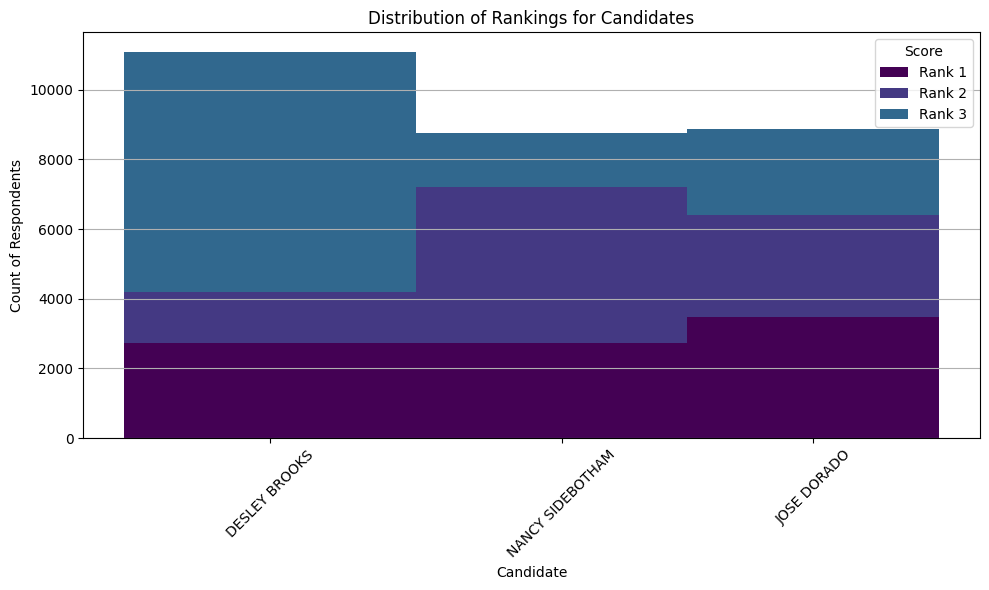 Distribution of Rankings for Candidates
Score
Rank 1
Rank 2
Rank 3
Count of Respondents
10000
8000
6000
4000
2000
0
DESLEY BROOKS
NANCY SIDEBOTHAM
JOSE DORADO
Candidate